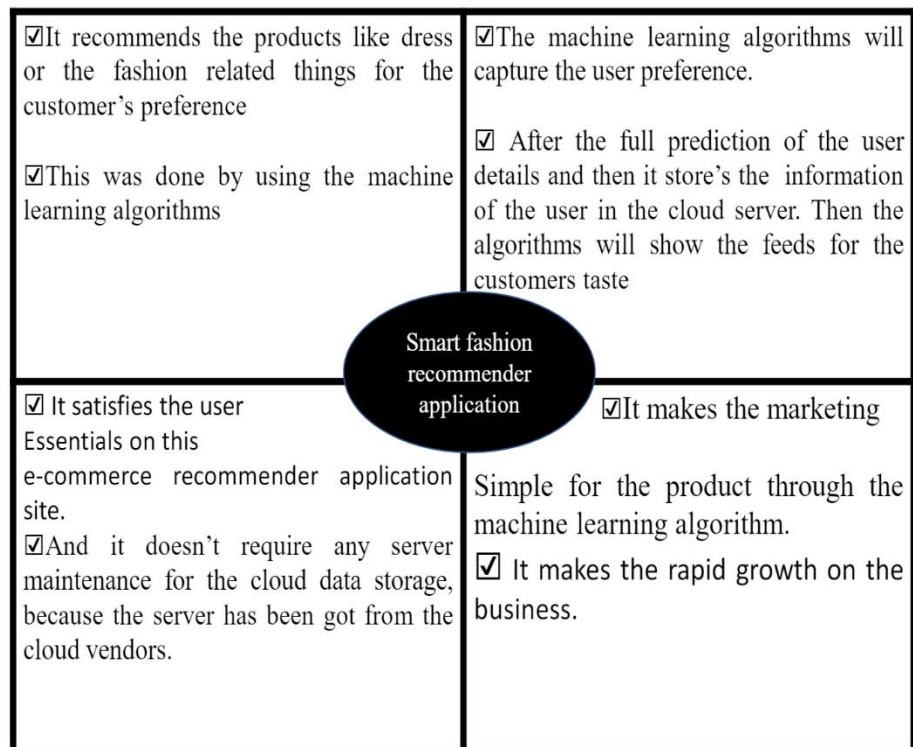 ☑It recommends the products like dress
or the fashion related things for the
customer’s preference
☑This was done by using the machine
learning algorithms
☑The machine learning algorithms will
capture the user preference.
☑ After the full prediction of the user
details and then it store’s the information
of the user in the cloud server. Then the
algorithms will show the feeds for the
customers taste
Smart fashion
recommender
application
☑ It satisfies the user
Essentials on this
e-commerce recommender application
site.
☑And it doesn’t require any server
maintenance for the cloud data storage,
because the server has been got from the
cloud vendors.
☑It makes the marketing
Simple for the product through the
machine learning algorithm.
☑ It makes the rapid growth on the
business.